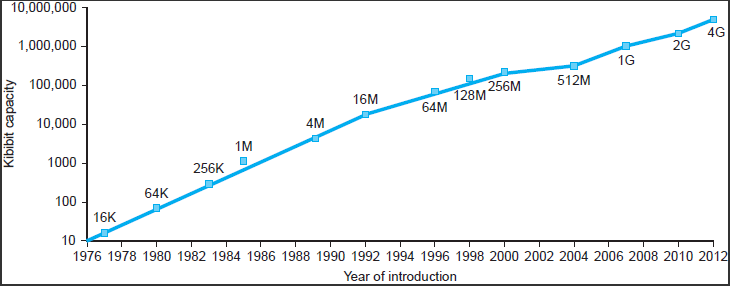 10,000,000
1,000,000
100,000
10,000
1000
100
10
Kibibit capacity
16K
64K
256K
1M
4M
16M
64M
128M
256M
512M
1G
2G
4G
1976 1978 1980 1982 1984 1986 1988 1990 1992 1994 1996 1998 2000 2002 2004 2006 2008 2010 2012
Year of introduction